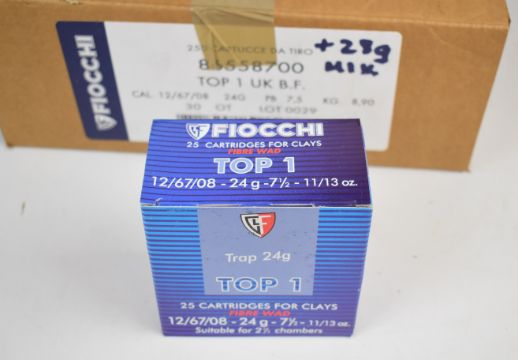 250 CARTUCCE DA TIRO
+ 28g
MIX
83558700
TOP 1 UK B.F.
CAL. 12/67/08 24G PB 7,5 KG. 8,90
30 OT LOT 0029
FIOCCHI
FIOCCHI
25 CARTRIDGES FOR CLAYS
FIBRE WAD
TOP 1
12/67/08 - 24 g - 7½ - 11/13 oz.
Trap 24g
TOP 1
25 CARTRIDGES FOR CLAYS
FIBRE WAD
12/67/08 - 24 g - 7½ - 11/13 oz.
Suitable for 2½ chambers